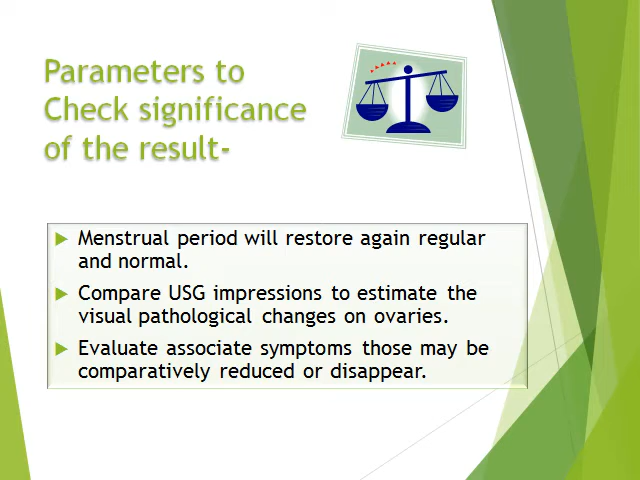 Parameters to
Check significance
of the result-
Menstrual period will restore again regular
and normal.
Compare USG impressions to estimate the
visual pathological changes on ovaries.
Evaluate associate symptoms those may be
comparatively reduced or disappear.